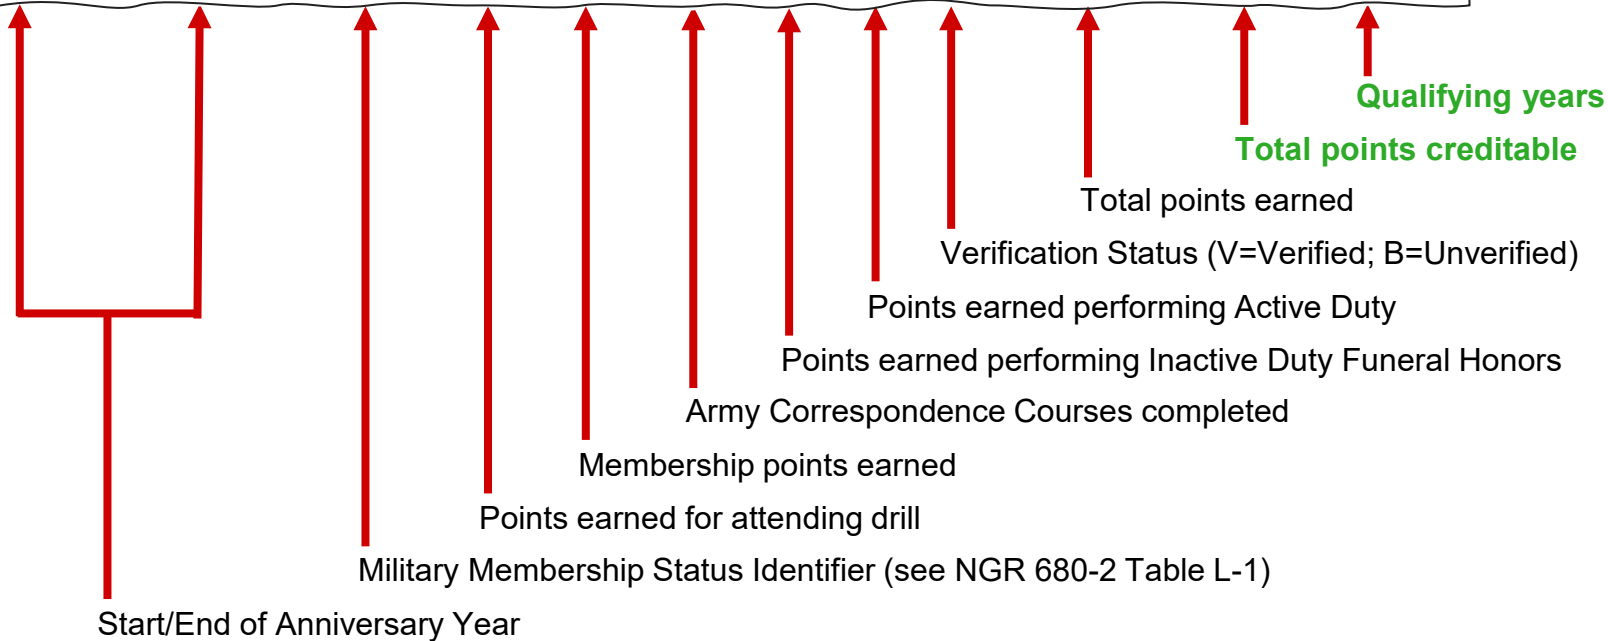 Qualifying years
Total points creditable
Total points earned
Verification Status (V=Verified; B=Unverified)
Points earned performing Active Duty
Points earned performing Inactive Duty Funeral Honors
Army Correspondence Courses completed
Membership points earned
Points earned for attending drill
Military Membership Status Identifier (see NGR 680-2 Table L-1)
Start/End of Anniversary Year